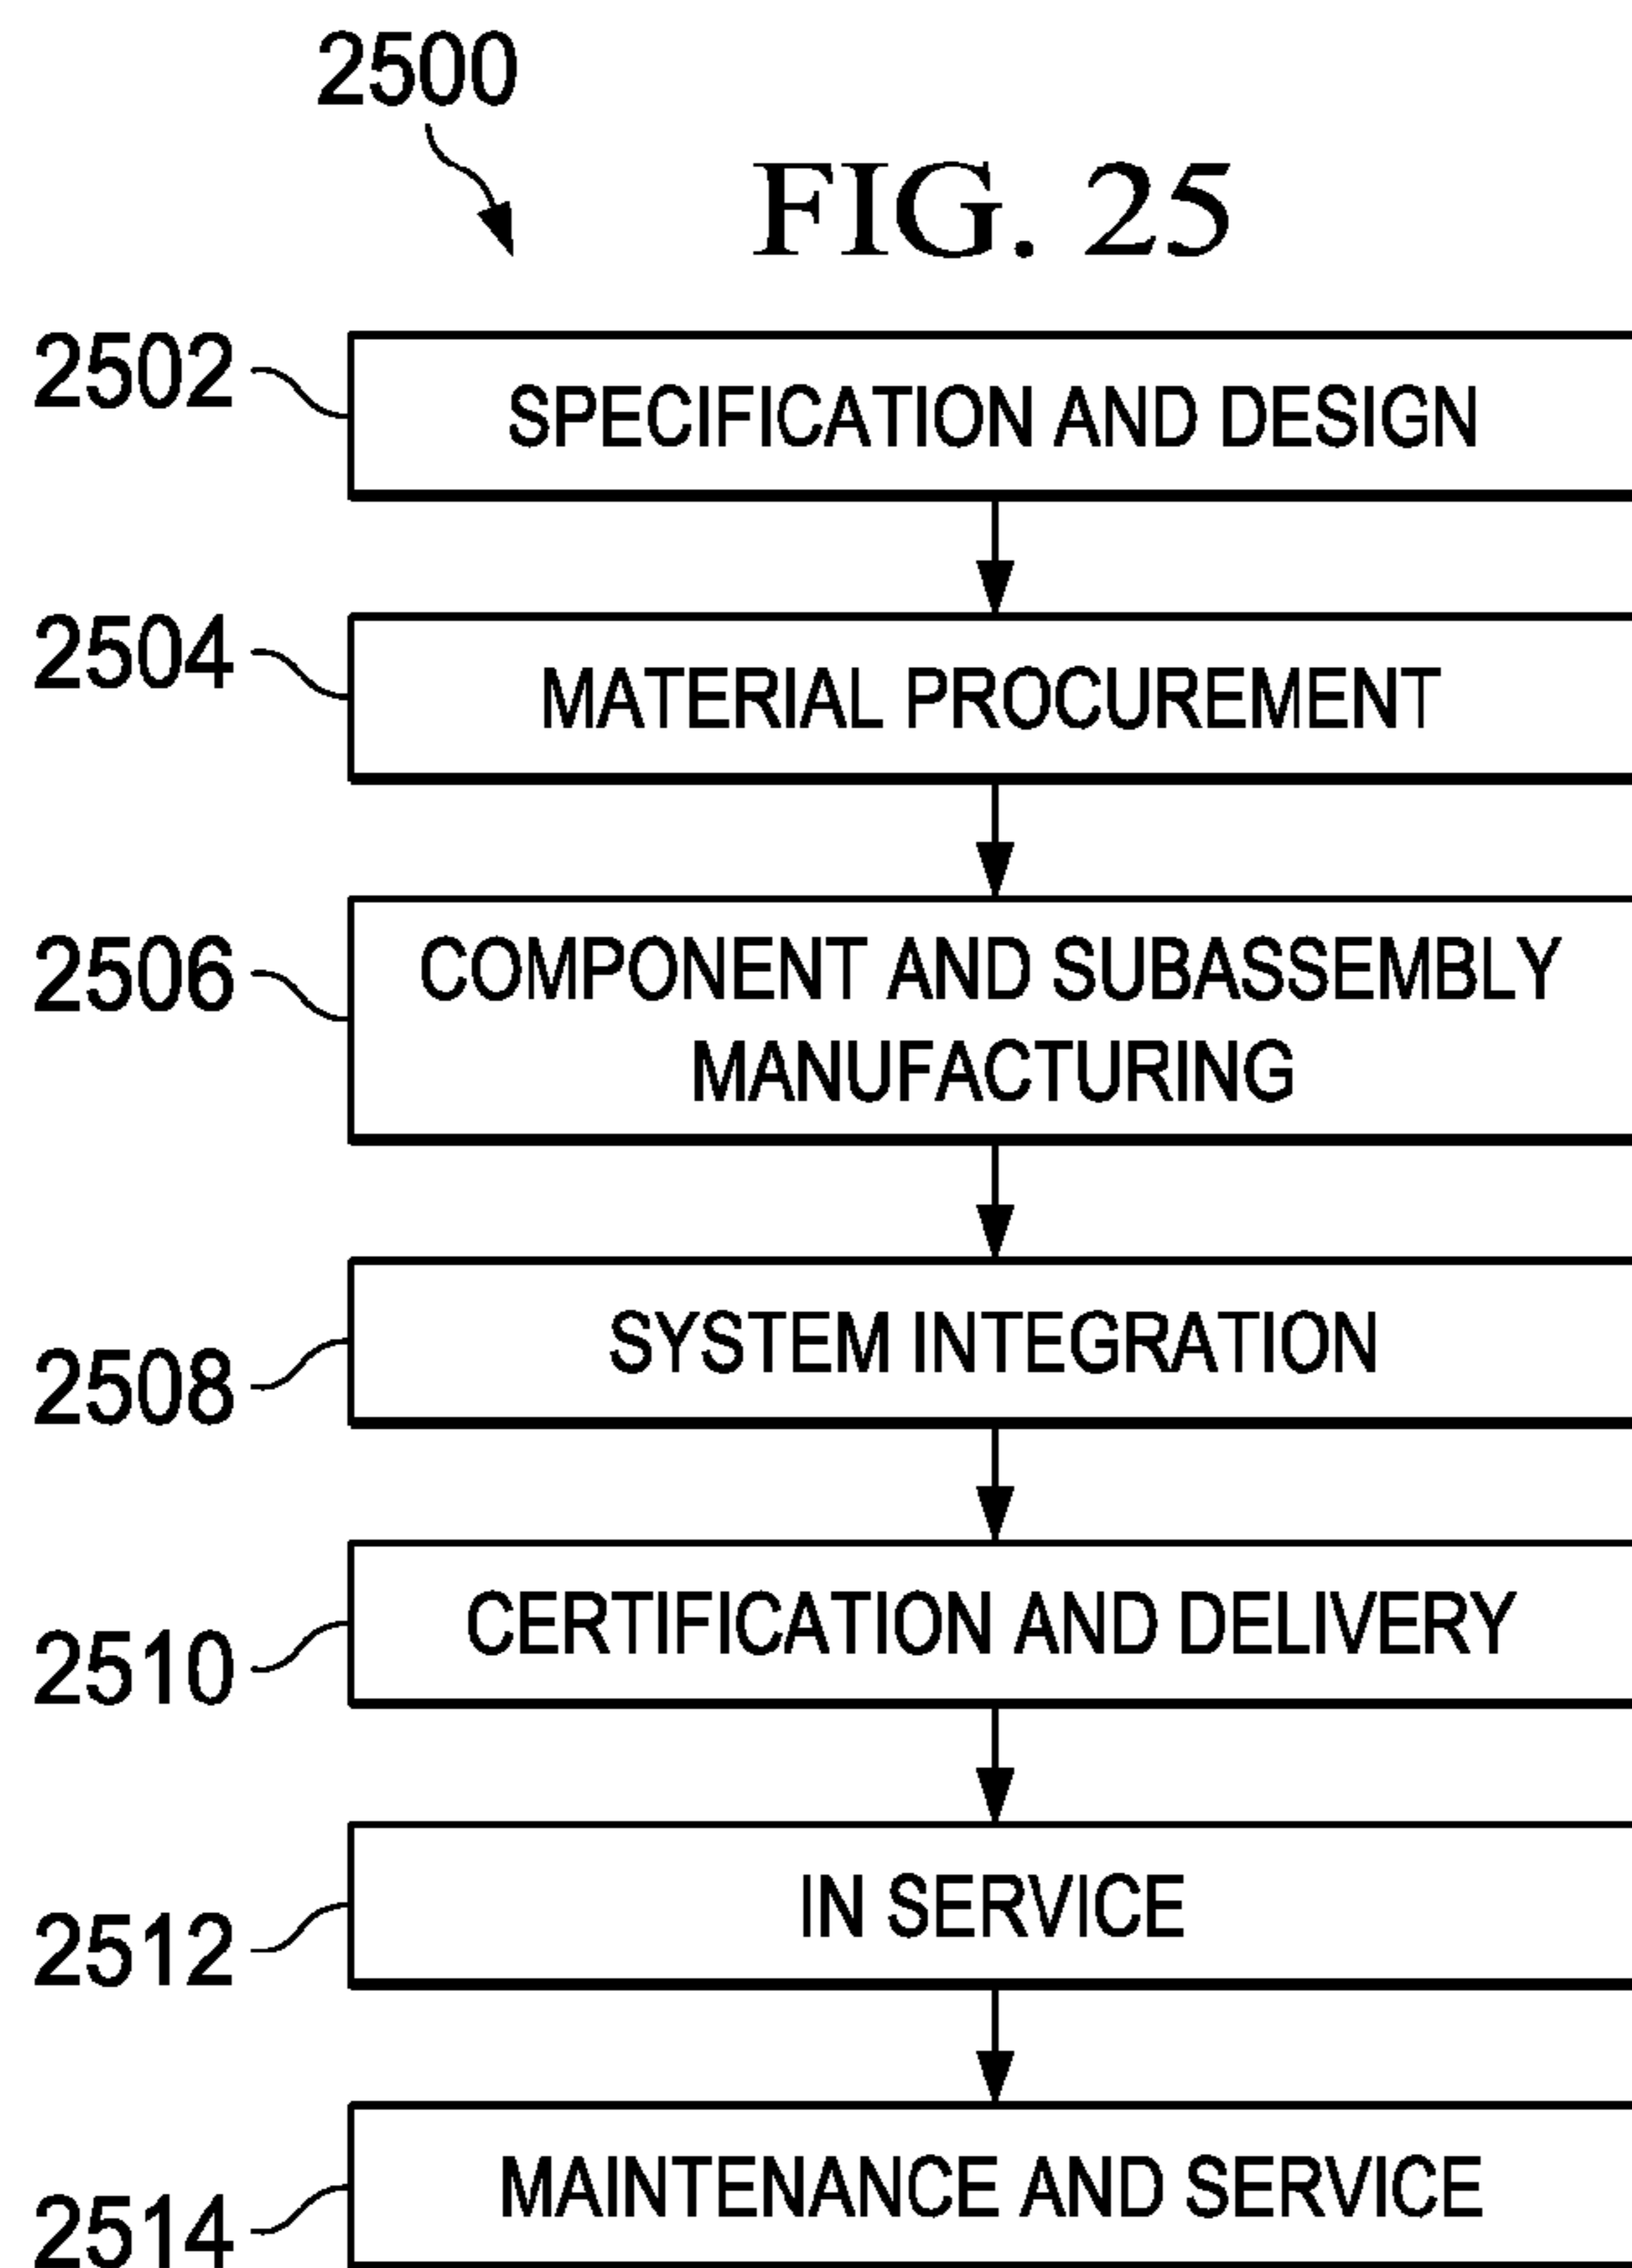 2500
FIG. 25
2502
SPECIFICATION AND DESIGN
2504
MATERIAL PROCUREMENT
2506
COMPONENT AND SUBASSEMBLY
MANUFACTURING
2508
SYSTEM INTEGRATION
2510
CERTIFICATION AND DELIVERY
2512
IN SERVICE
2514
MAINTENANCE AND SERVICE